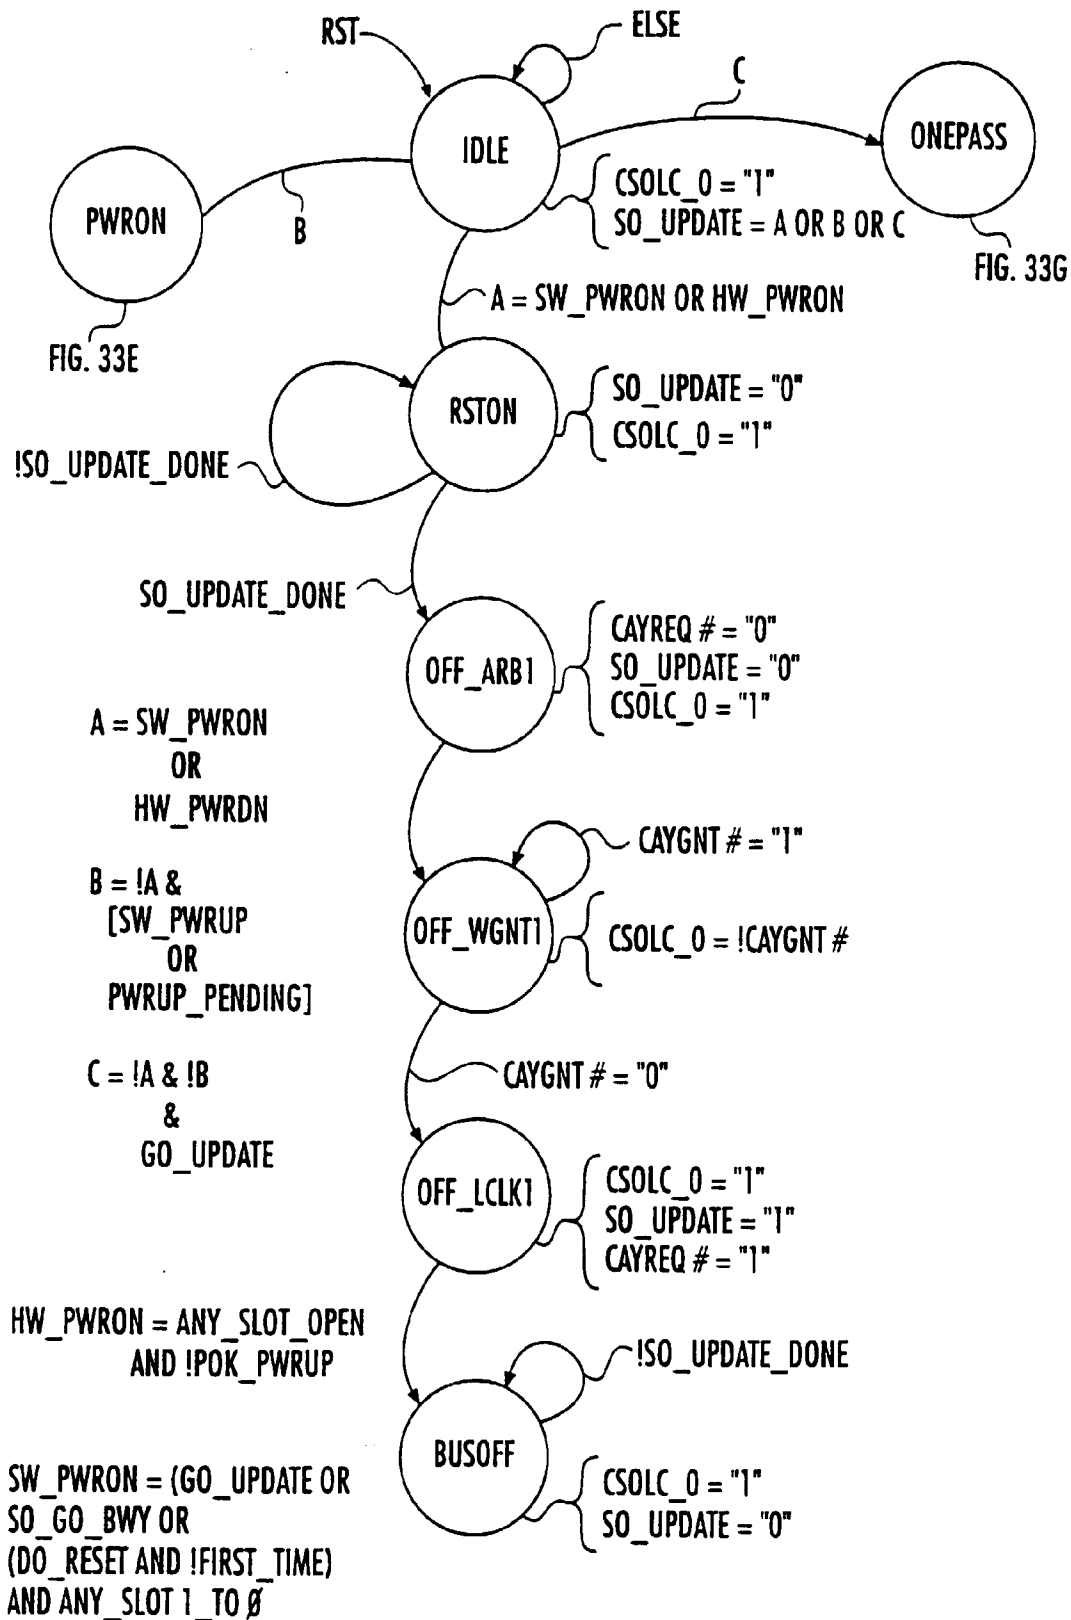 RST
ELSE
C
IDLE
ONEPASS
PWRON
B
CSOLC_0 = "1"
SO_UPDATE = A OR B OR C
FIG. 33G
A = SW_PWRON OR HW_PWRON
FIG. 33E
RSTON
SO_UPDATE = "0"
CSOLC_0 = "1"
!SO_UPDATE_DONE
SO_UPDATE_DONE
OFF_ARB1
CAYREQ # = "0"
SO_UPDATE = "0"
CSOLC_0 = "1"
A = SW_PWRON
OR
HW_PWRDN
CAYGNT # = "1"
B = !A &
[SW_PWRUP
OR
PWRUP_PENDING]
OFF_WGNT1
CSOLC_0 = !CAYGNT #
C = !A & !B
&
GO_UPDATE
CAYGNT # = "0"
OFF_LCLK1
CSOLC_0 = "1"
SO_UPDATE = "1"
CAYREQ # = "1"
HW_PWRON = ANY_SLOT_OPEN
AND !POK_PWRUP
!SO_UPDATE_DONE
BUSOFF
CSOLC_0 = "1"
SO_UPDATE = "0"
SW_PWRON = (GO_UPDATE OR
SO_GO_BWY OR
(DO_RESET AND !FIRST_TIME)
AND ANY_SLOT 1_TO Ø